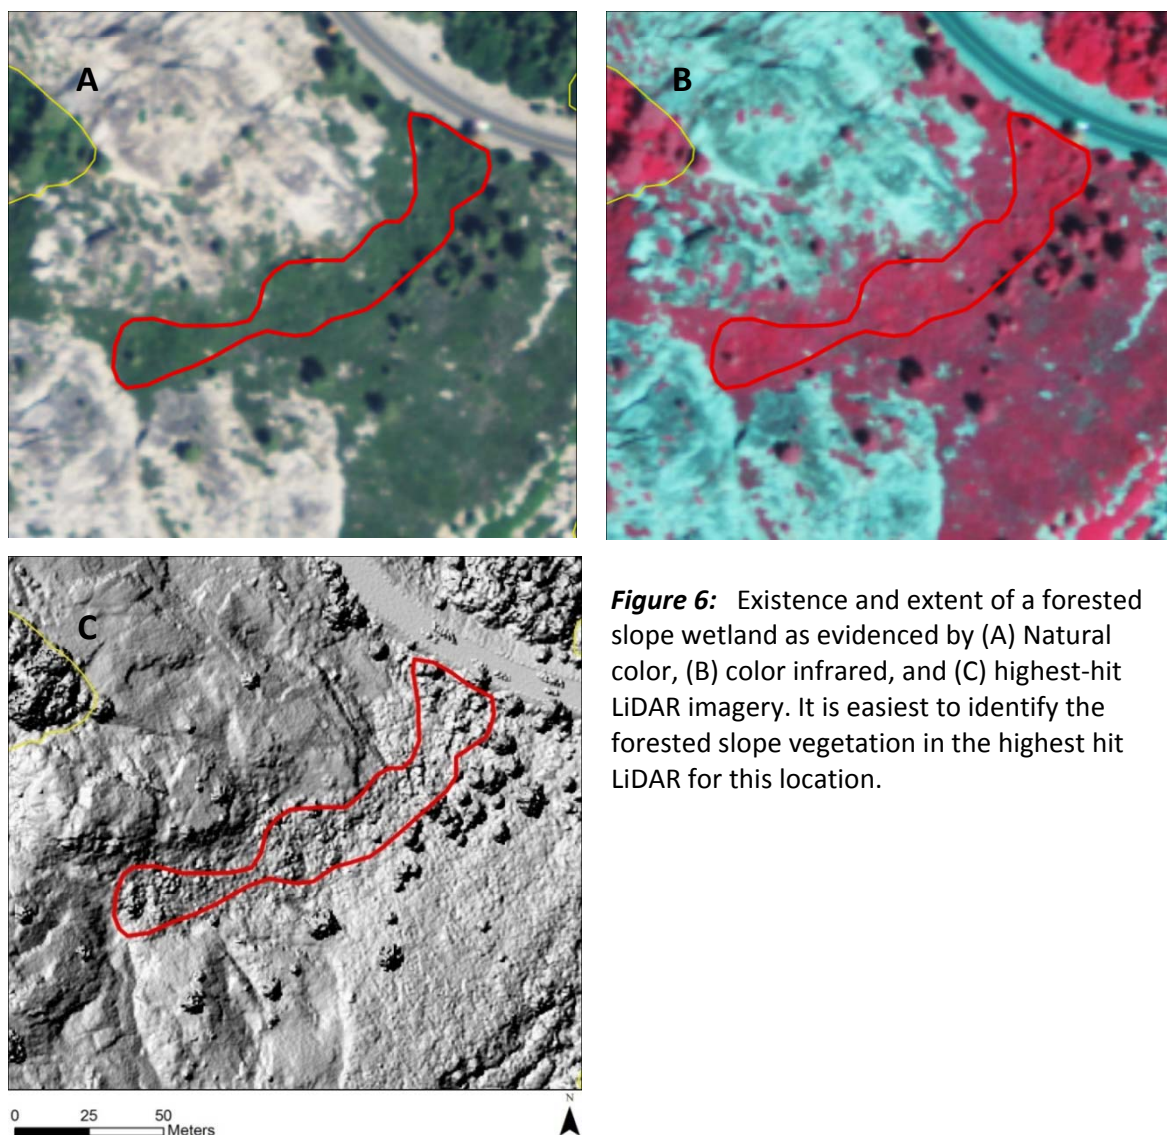 A
B
C
Figure 6: Existence and extent of a forested
slope wetland as evidenced by (A) Natural
color, (B) color infrared, and (C) highest-hit
LiDAR imagery. It is easiest to identify the
forested slope vegetation in the highest hit
LiDAR for this location.
0 25 50
Meters
N